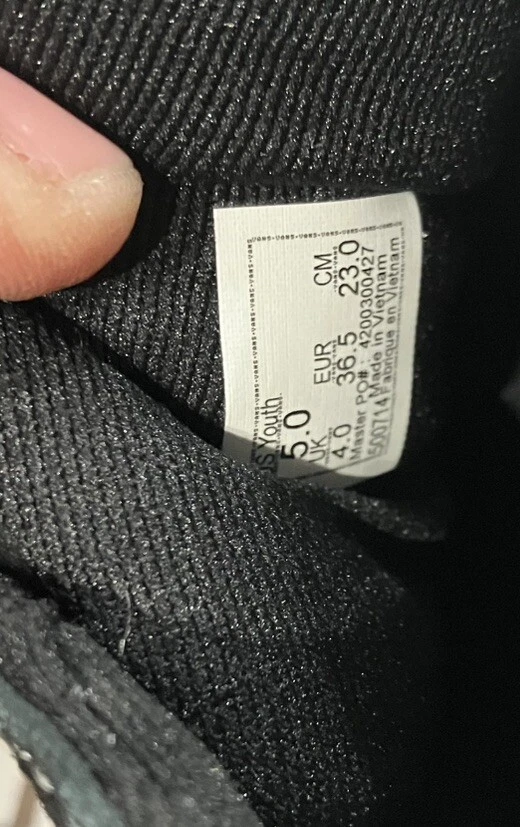 US Youth
5.0
UK EUR CM
4.0 36.5 23.0
Master PO# : 4200300427
Made in Vietnam
500714 Fabriqué en Vietnam